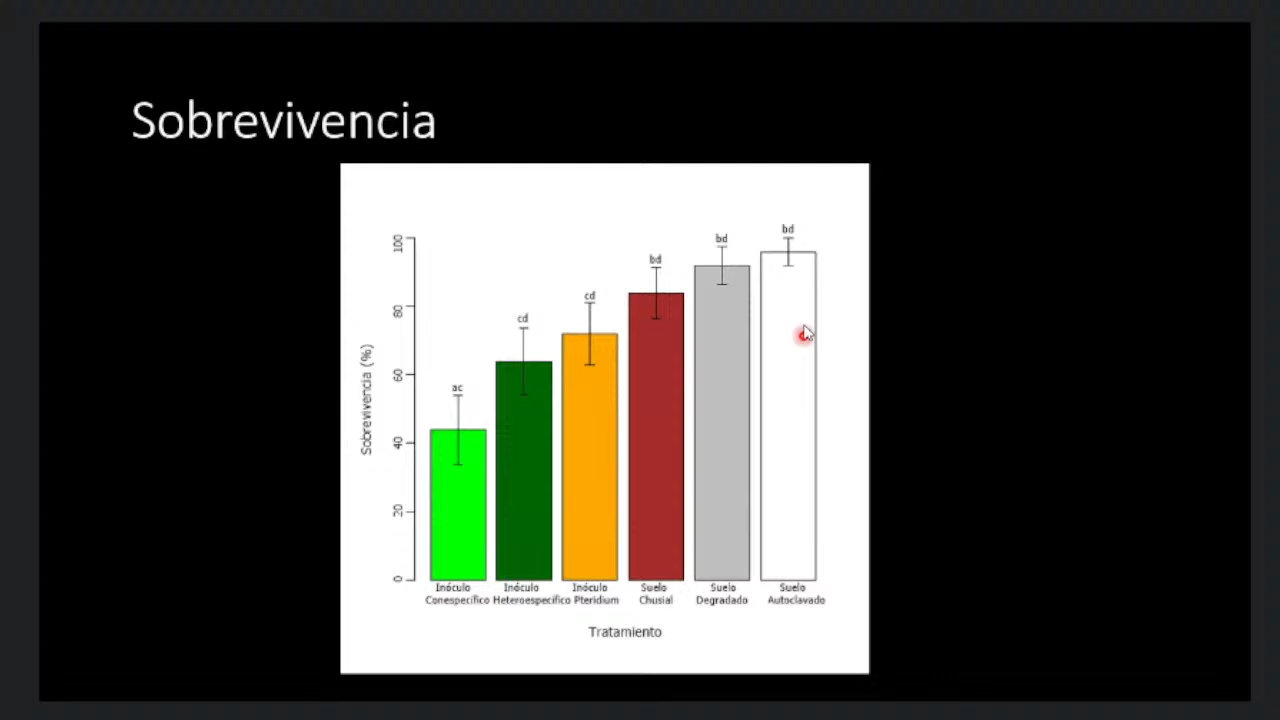 Sobrevivencia
Sobrevivencia (%)
100
80
60
40
20
0
ac
cd
cd
bd
bd
bd
Inóculo Inóculo Inóculo Suelo Suelo Suelo
Conespecífico Heteroespecífico Pteridium Chusial Degradado Autoclavado
Tratamiento